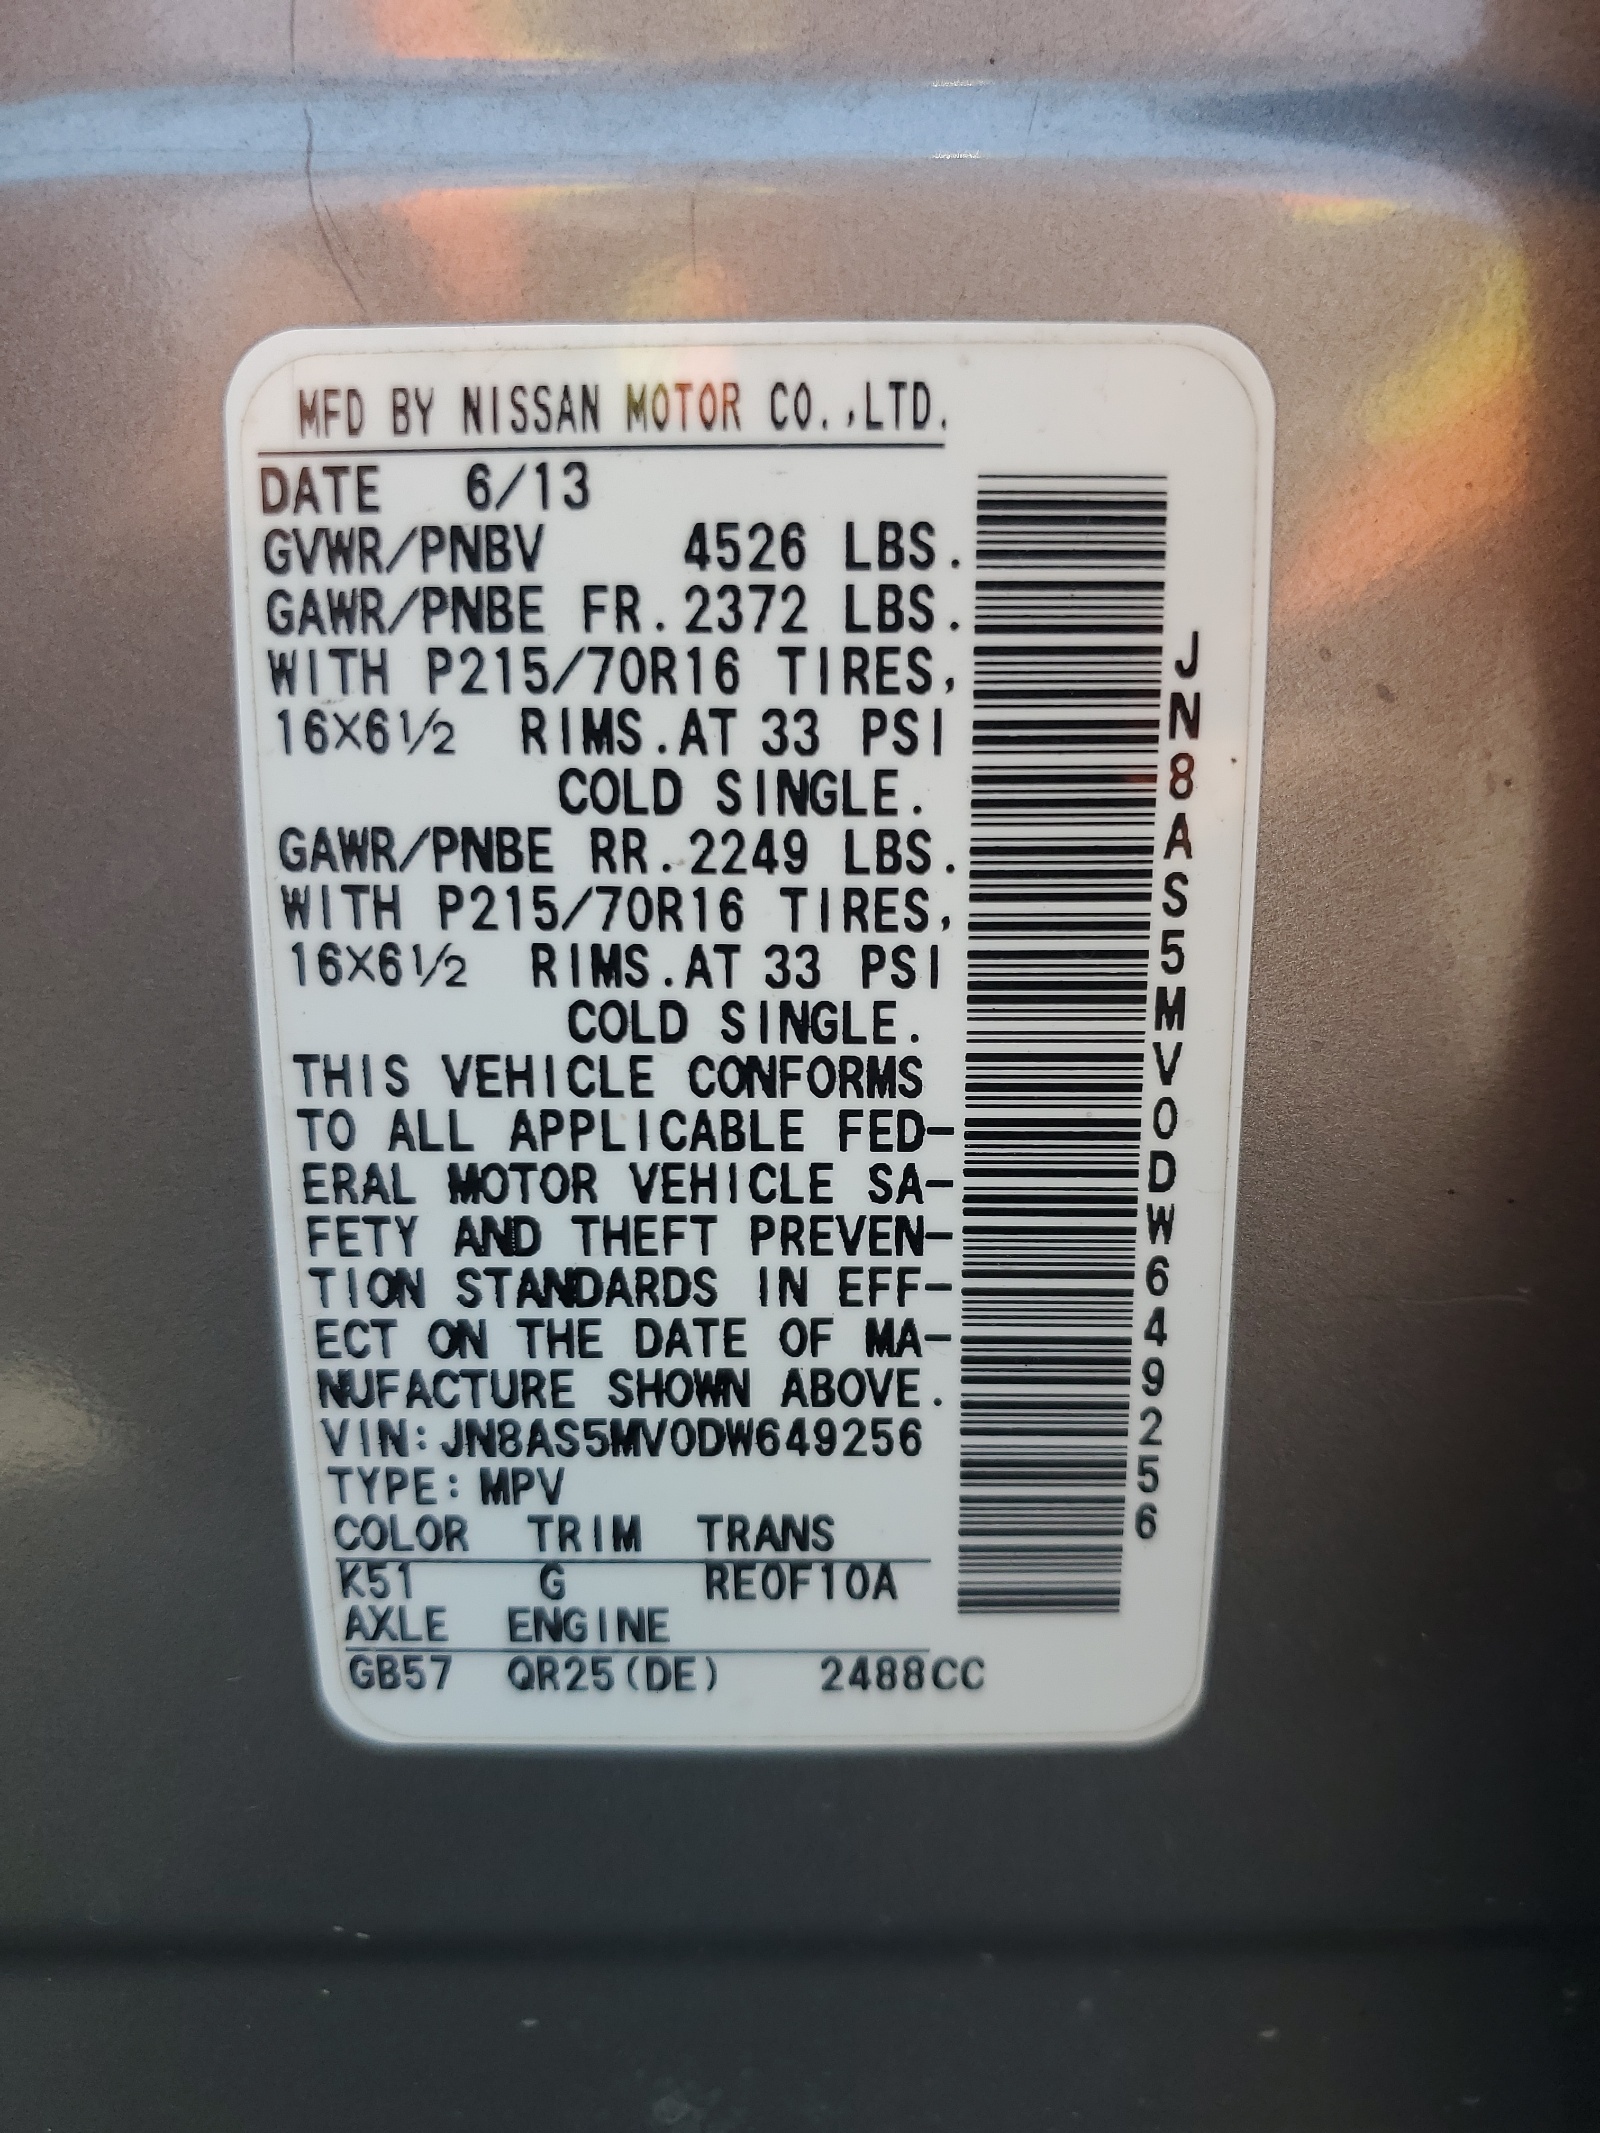 MFD BY NISSAN MOTOR CO.,LTD.
DATE 6/13
GVWR/PNBV 4526 LBS.
GAWR/PNBE FR.2372 LBS.
WITH P215/70R16 TIRES,
16X6½ RIMS.AT 33 PSI
COLD SINGLE.
GAWR/PNBE RR.2249 LBS.
WITH P215/70R16 TIRES,
16X6½ RIMS.AT 33 PSI
COLD SINGLE.
THIS VEHICLE CONFORMS
TO ALL APPLICABLE FED-
ERAL MOTOR VEHICLE SA-
FETY AND THEFT PREVEN-
TION STANDARDS IN EFF-
ECT ON THE DATE OF MA-
NUFACTURE SHOWN ABOVE.
VIN:JN8AS5MV0DW649256
TYPE:MPV
COLOR TRIM TRANS
K51 G RE0F10A
AXLE ENGINE
GB57 QR25(DE) 2488CC
JN8AS5MV0DW649256